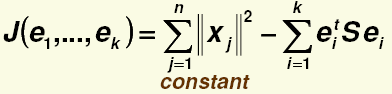 J(e₁,...,eₖ) = ∑ⱼ₌₁ⁿ ‖xⱼ‖² − ∑ᵢ₌₁ᵏ eᵢᵗSeᵢ
constant